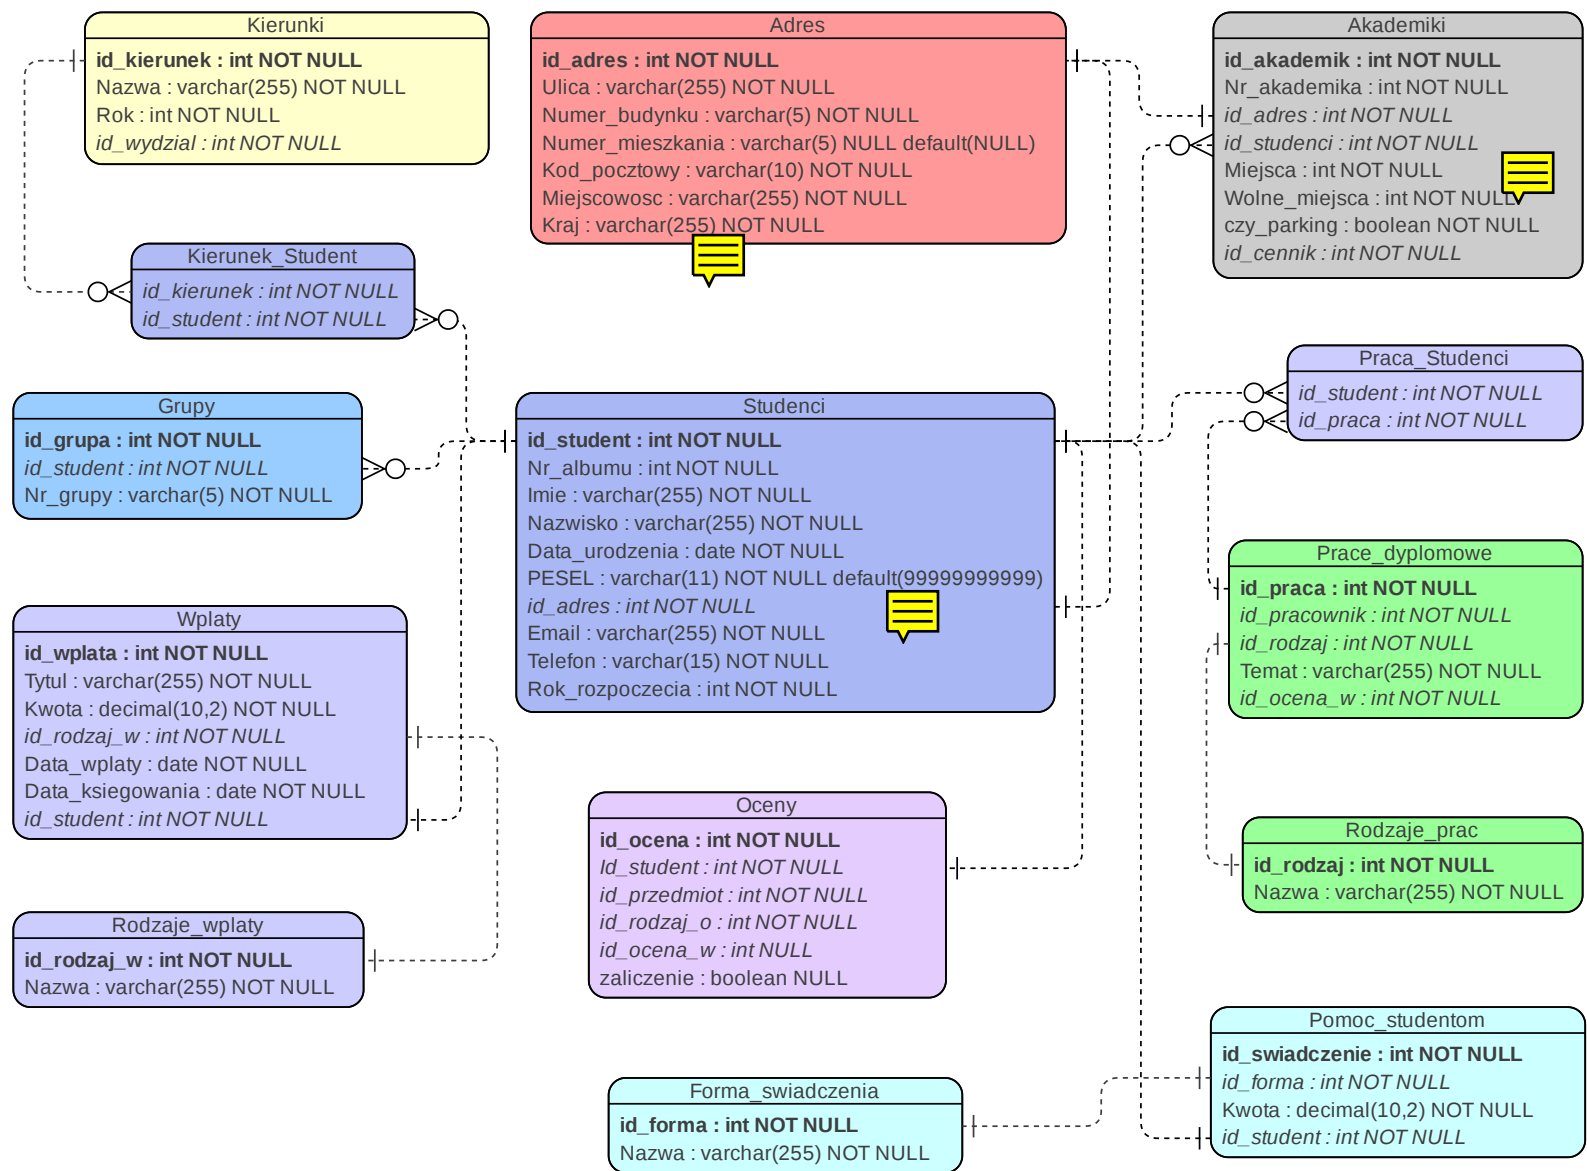 Kierunki
id_kierunek : int NOT NULL
Nazwa : varchar(255) NOT NULL
Rok : int NOT NULL
id_wydzial : int NOT NULL
Adres
id_adres : int NOT NULL
Ulica : varchar(255) NOT NULL
Numer_budynku : varchar(5) NOT NULL
Numer_mieszkania : varchar(5) NULL default(NULL)
Kod_pocztowy : varchar(10) NOT NULL
Miejscowosc : varchar(255) NOT NULL
Kraj : varchar(255) NOT NULL
Akademiki
id_akademik : int NOT NULL
Nr_akademika : int NOT NULL
id_adres : int NOT NULL
id_studenci : int NOT NULL
Miejsca : int NOT NULL
Wolne_miejsca : int NOT NULL
czy_parking : boolean NOT NULL
id_cennik : int NOT NULL
Kierunek_Student
id_kierunek : int NOT NULL
id_student : int NOT NULL
Praca_Studenci
id_student : int NOT NULL
id_praca : int NOT NULL
Grupy
id_grupa : int NOT NULL
id_student : int NOT NULL
Nr_grupy : varchar(5) NOT NULL
Studenci
id_student : int NOT NULL
Nr_albumu : int NOT NULL
Imie : varchar(255) NOT NULL
Nazwisko : varchar(255) NOT NULL
Data_urodzenia : date NOT NULL
PESEL : varchar(11) NOT NULL default(99999999999)
id_adres : int NOT NULL
Email : varchar(255) NOT NULL
Telefon : varchar(15) NOT NULL
Rok_rozpoczecia : int NOT NULL
Prace_dyplomowe
id_praca : int NOT NULL
id_pracownik : int NOT NULL
id_rodzaj : int NOT NULL
Temat : varchar(255) NOT NULL
id_ocena_w : int NOT NULL
Wplaty
id_wplata : int NOT NULL
Tytul : varchar(255) NOT NULL
Kwota : decimal(10,2) NOT NULL
id_rodzaj_w : int NOT NULL
Data_wplaty : date NOT NULL
Data_ksiegowania : date NOT NULL
id_student : int NOT NULL
Oceny
id_ocena : int NOT NULL
Id_student : int NOT NULL
id_przedmiot : int NOT NULL
id_rodzaj_o : int NOT NULL
id_ocena_w : int NULL
zaliczenie : boolean NULL
Rodzaje_prac
id_rodzaj : int NOT NULL
Nazwa : varchar(255) NOT NULL
Rodzaje_wplaty
id_rodzaj_w : int NOT NULL
Nazwa : varchar(255) NOT NULL
Pomoc_studentom
id_swiadczenie : int NOT NULL
id_forma : int NOT NULL
Kwota : decimal(10,2) NOT NULL
id_student : int NOT NULL
Forma_swiadczenia
id_forma : int NOT NULL
Nazwa : varchar(255) NOT NULL